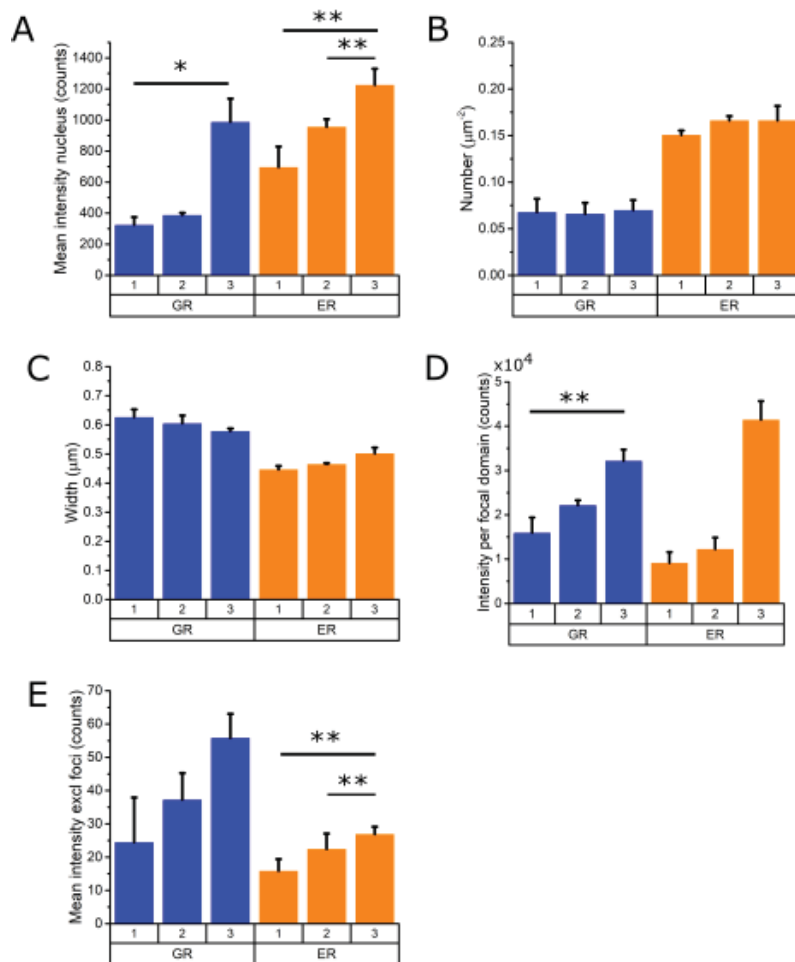 A
Mean intensity nucleus (counts)
1400
1200
1000
800
600
400
200
0
*
**
**
1 2 3 1 2 3
GR ER
B
Number (μm⁻²)
0.25
0.20
0.15
0.10
0.05
0.00
1 2 3 1 2 3
GR ER
C
Width (μm)
0.8
0.7
0.6
0.5
0.4
0.3
0.2
0.1
0.0
1 2 3 1 2 3
GR ER
D
x10⁴
Intensity per focal domain (counts)
5
4
3
2
1
0
**
1 2 3 1 2 3
GR ER
E
Mean intensity excl foci (counts)
70
60
50
40
30
20
10
0
**
**
1 2 3 1 2 3
GR ER